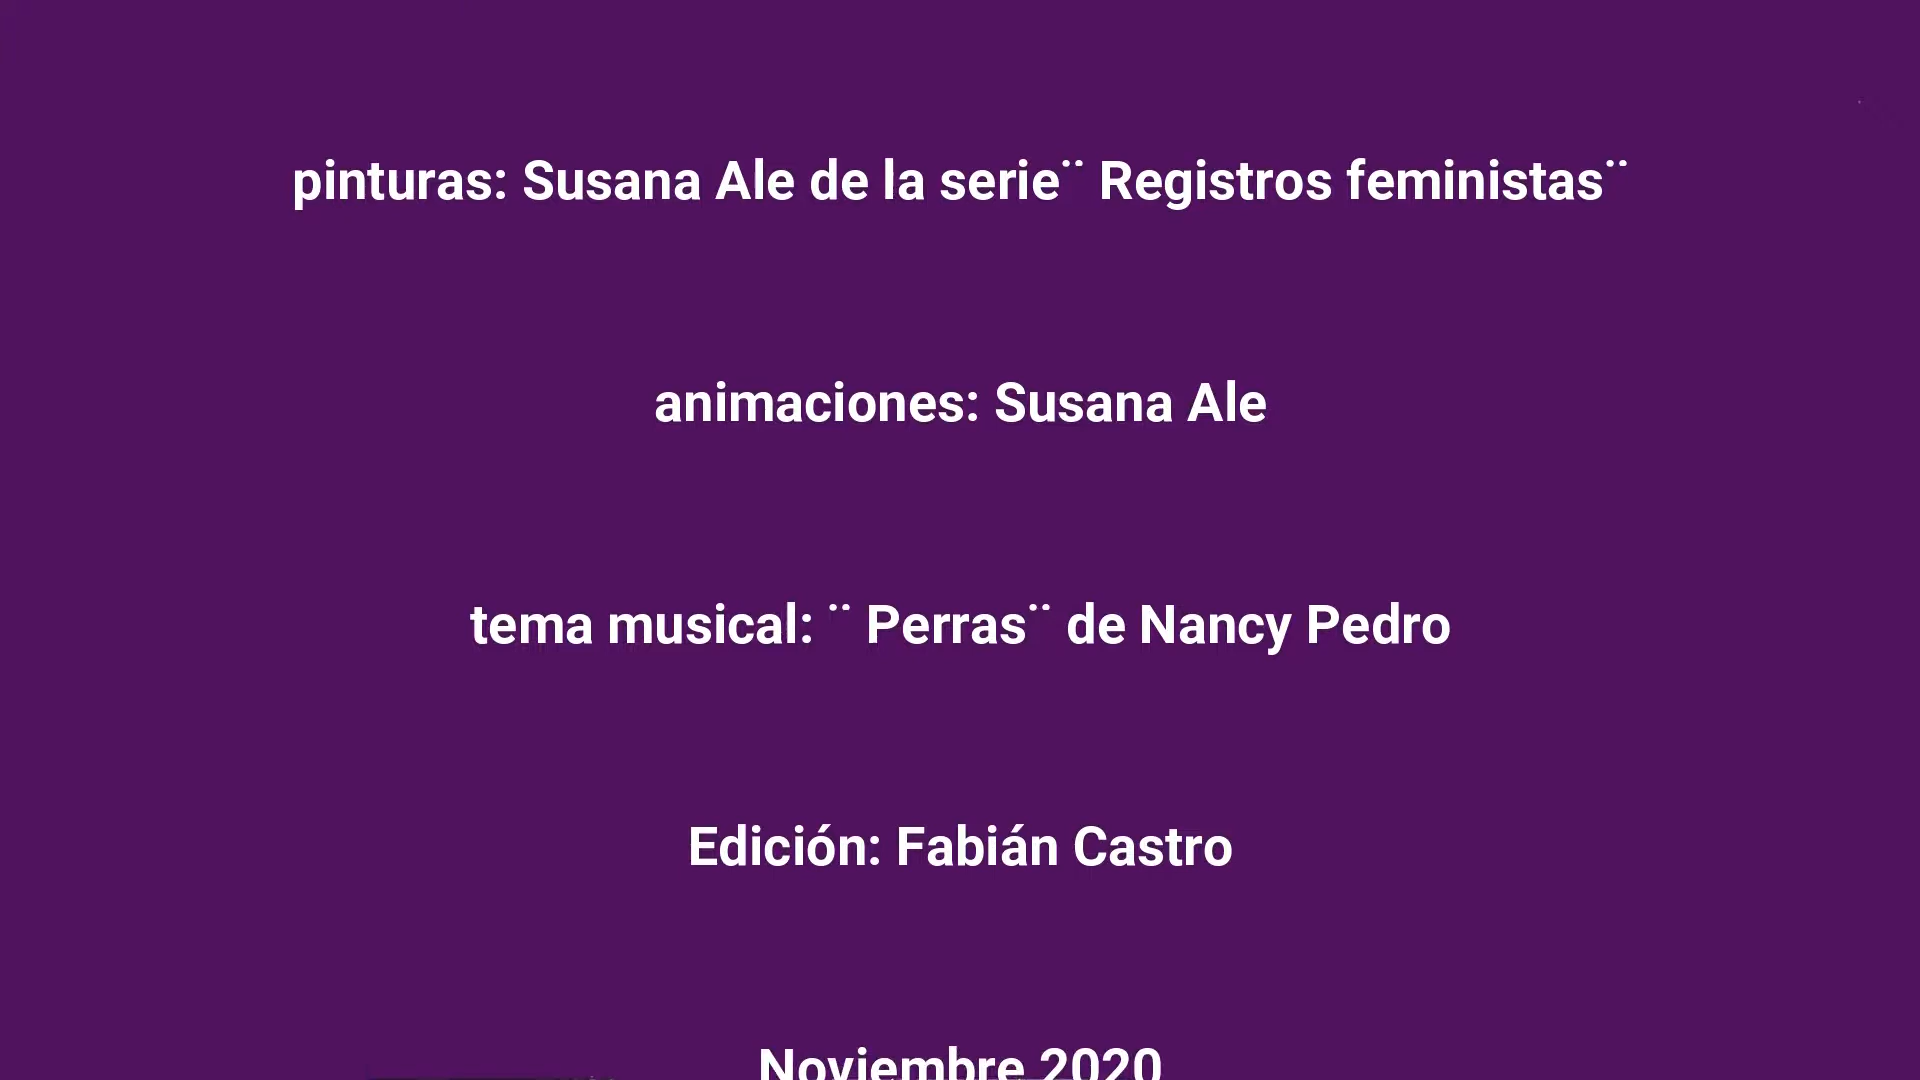 pinturas: Susana Ale de la serie¨ Registros feministas¨
animaciones: Susana Ale
tema musical: ¨ Perras¨ de Nancy Pedro
Edición: Fabián Castro
Noviembre 2020